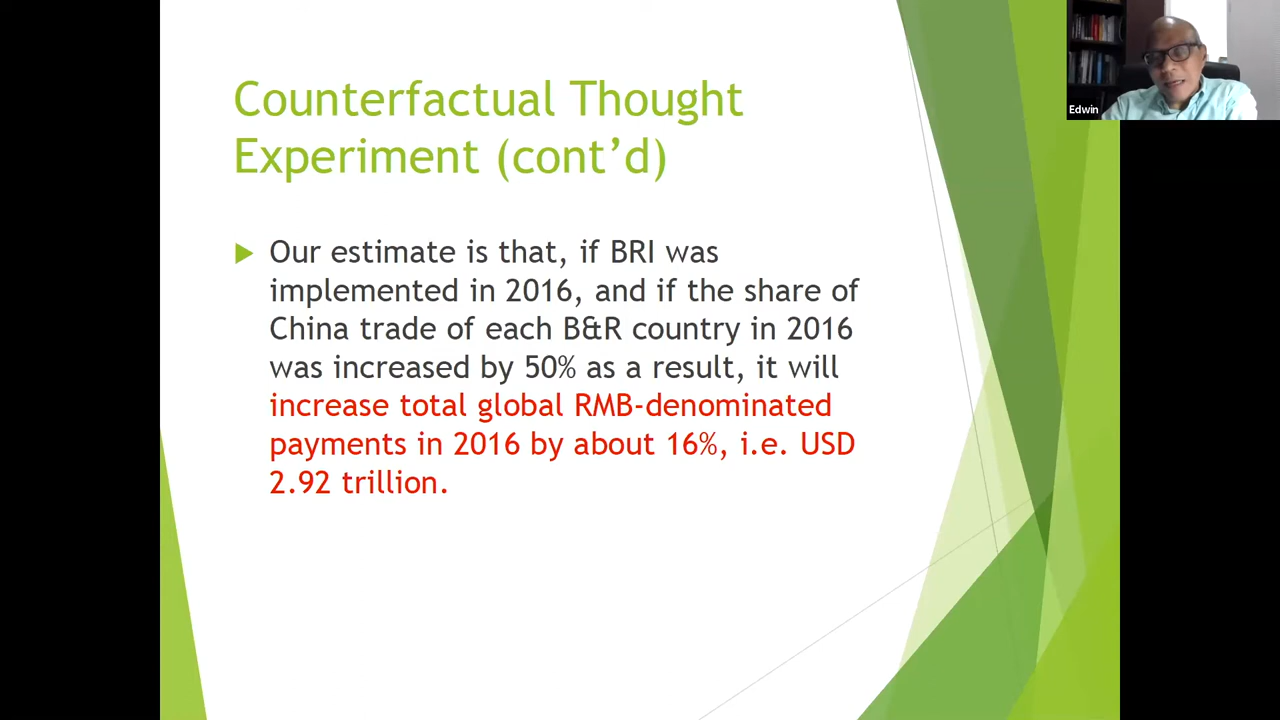 Counterfactual Thought
Experiment (cont’d)
Our estimate is that, if BRI was
implemented in 2016, and if the share of
China trade of each B&R country in 2016
was increased by 50% as a result, it will
increase total global RMB-denominated
payments in 2016 by about 16%, i.e. USD
2.92 trillion.
Edwin